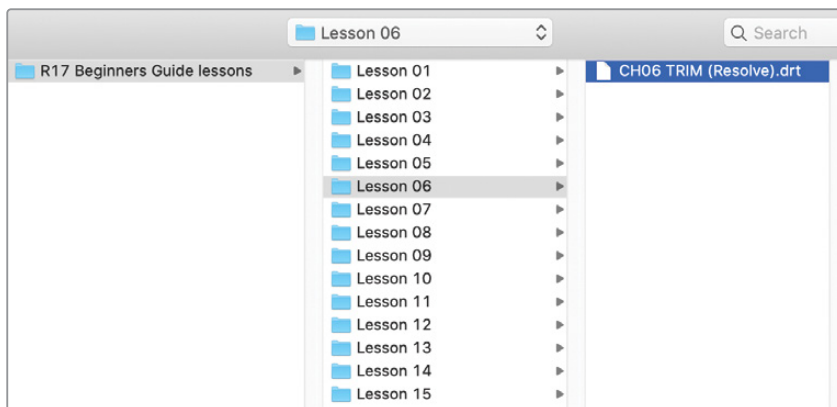 Lesson 06
Search
R17 Beginners Guide lessons
Lesson 01
Lesson 02
Lesson 03
Lesson 04
Lesson 05
Lesson 06
Lesson 07
Lesson 08
Lesson 09
Lesson 10
Lesson 11
Lesson 12
Lesson 13
Lesson 14
Lesson 15
CH06 TRIM (Resolve).drt